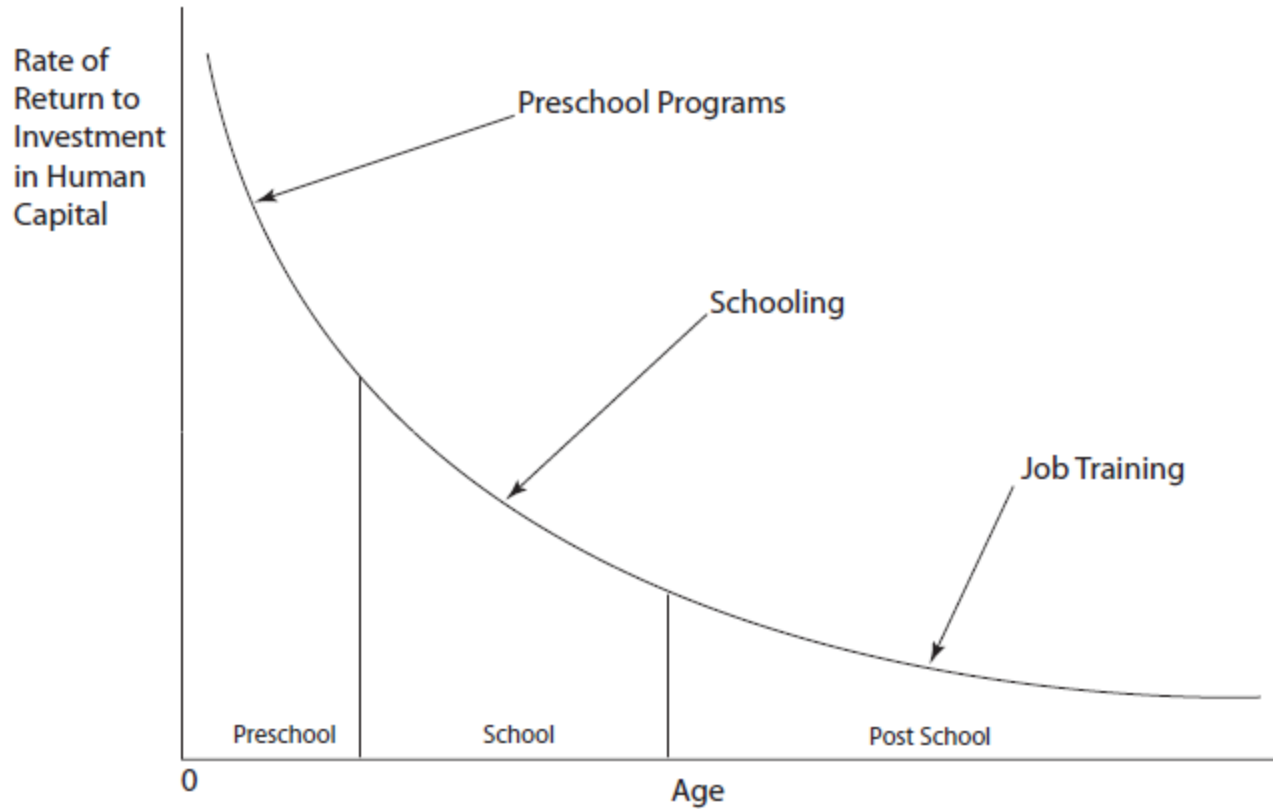 Rate of
Return to
Investment
in Human
Capital
Preschool Programs
Schooling
Job Training
Preschool
School
Post School
0
Age